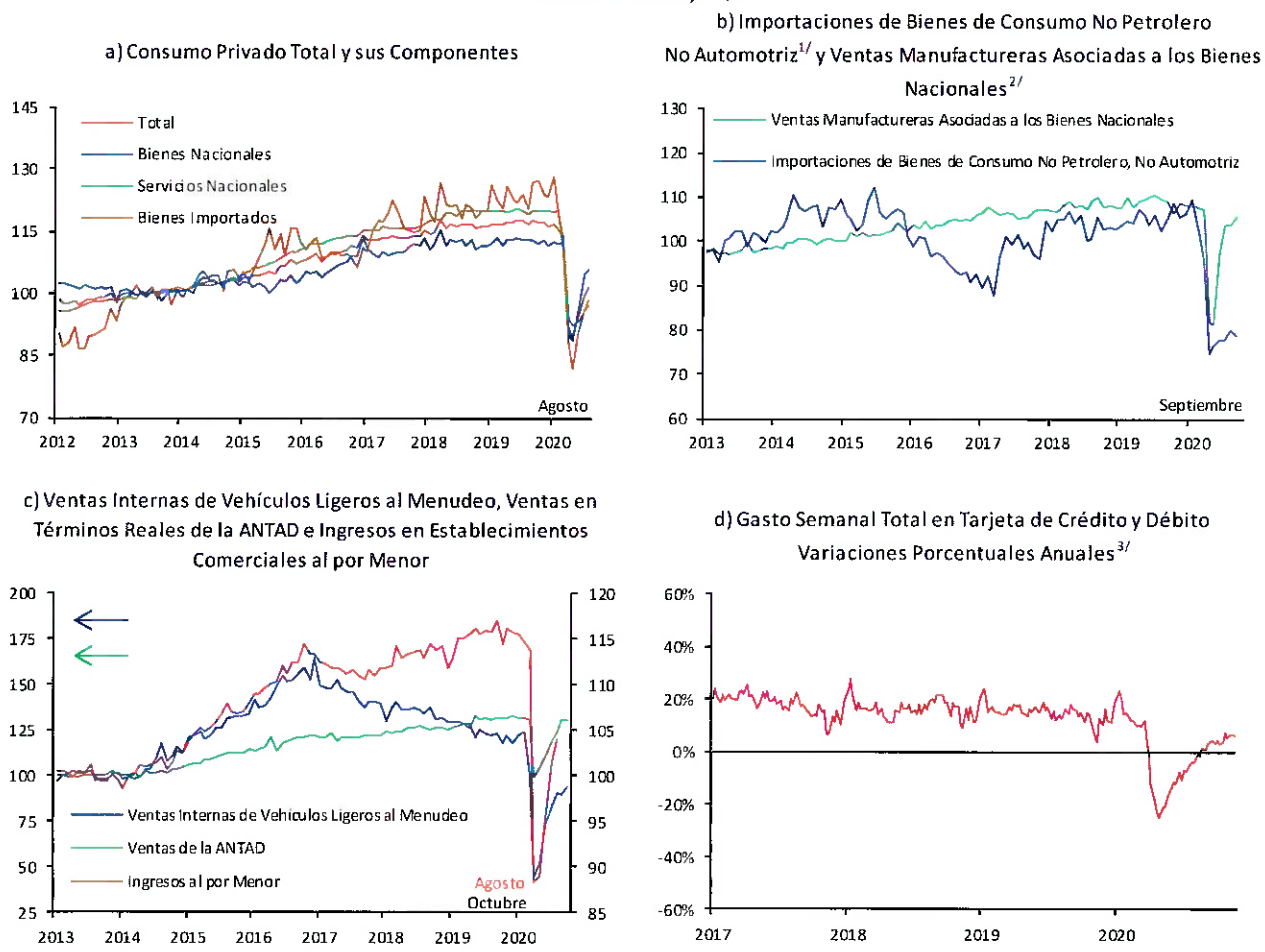 a) Consumo Privado Total y sus Componentes
145
130
115
100
85
70
Total
Bienes Nacionales
Servicios Nacionales
Bienes Importados
Agosto
2012 2013 2014 2015 2016 2017 2018 2019 2020
b) Importaciones de Bienes de Consumo No Petrolero
No Automotriz1/ y Ventas Manufactureras Asociadas a los Bienes
Nacionales2/
130
120
110
100
90
80
70
60
Ventas Manufactureras Asociadas a los Bienes Nacionales
Importaciones de Bienes de Consumo No Petrolero, No Automotriz
Septiembre
2013 2014 2015 2016 2017 2018 2019 2020
c) Ventas Internas de Vehículos Ligeros al Menudeo, Ventas en
Términos Reales de la ANTAD e Ingresos en Establecimientos
Comerciales al por Menor
200
175
150
125
100
75
50
25
120
115
110
105
100
95
90
85
Ventas Internas de Vehículos Ligeros al Menudeo
Ventas de la ANTAD
Ingresos al por Menor
Agosto
Octubre
2013 2014 2015 2016 2017 2018 2019 2020
d) Gasto Semanal Total en Tarjeta de Crédito y Débito
Variaciones Porcentuales Anuales3/
60%
40%
20%
0%
-20%
-40%
-60%
2017 2018 2019 2020